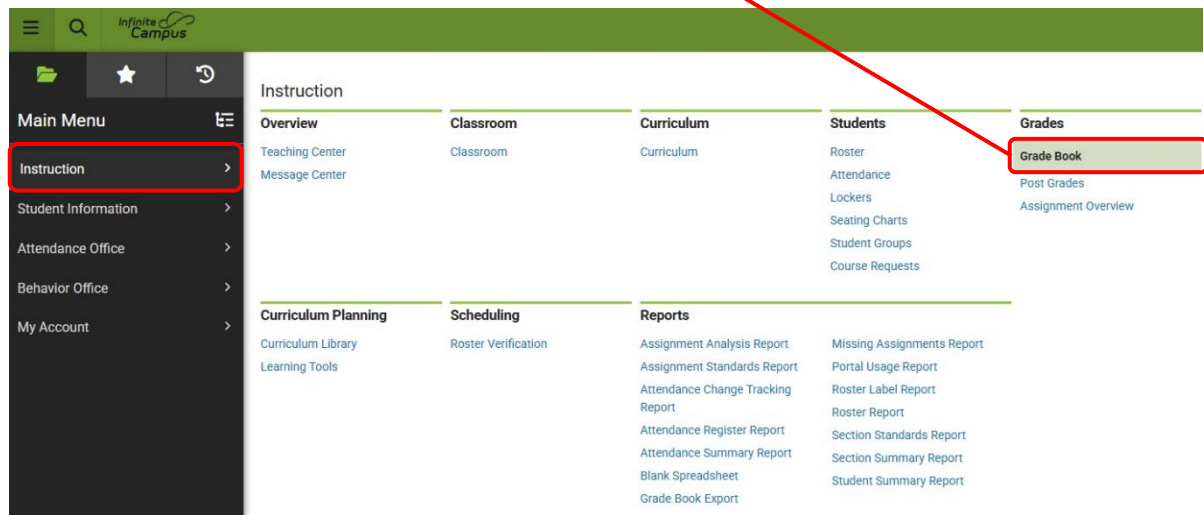 Infinite
Campus
Main Menu
Instruction
Student Information
Attendance Office
Behavior Office
My Account
Instruction
Overview
Teaching Center
Message Center
Classroom
Classroom
Curriculum
Curriculum
Students
Roster
Attendance
Lockers
Seating Charts
Student Groups
Course Requests
Grades
Grade Book
Post Grades
Assignment Overview
Curriculum Planning
Curriculum Library
Learning Tools
Scheduling
Roster Verification
Reports
Assignment Analysis Report
Assignment Standards Report
Attendance Change Tracking
Report
Attendance Register Report
Attendance Summary Report
Blank Spreadsheet
Grade Book Export
Missing Assignments Report
Portal Usage Report
Roster Label Report
Roster Report
Section Standards Report
Section Summary Report
Student Summary Report